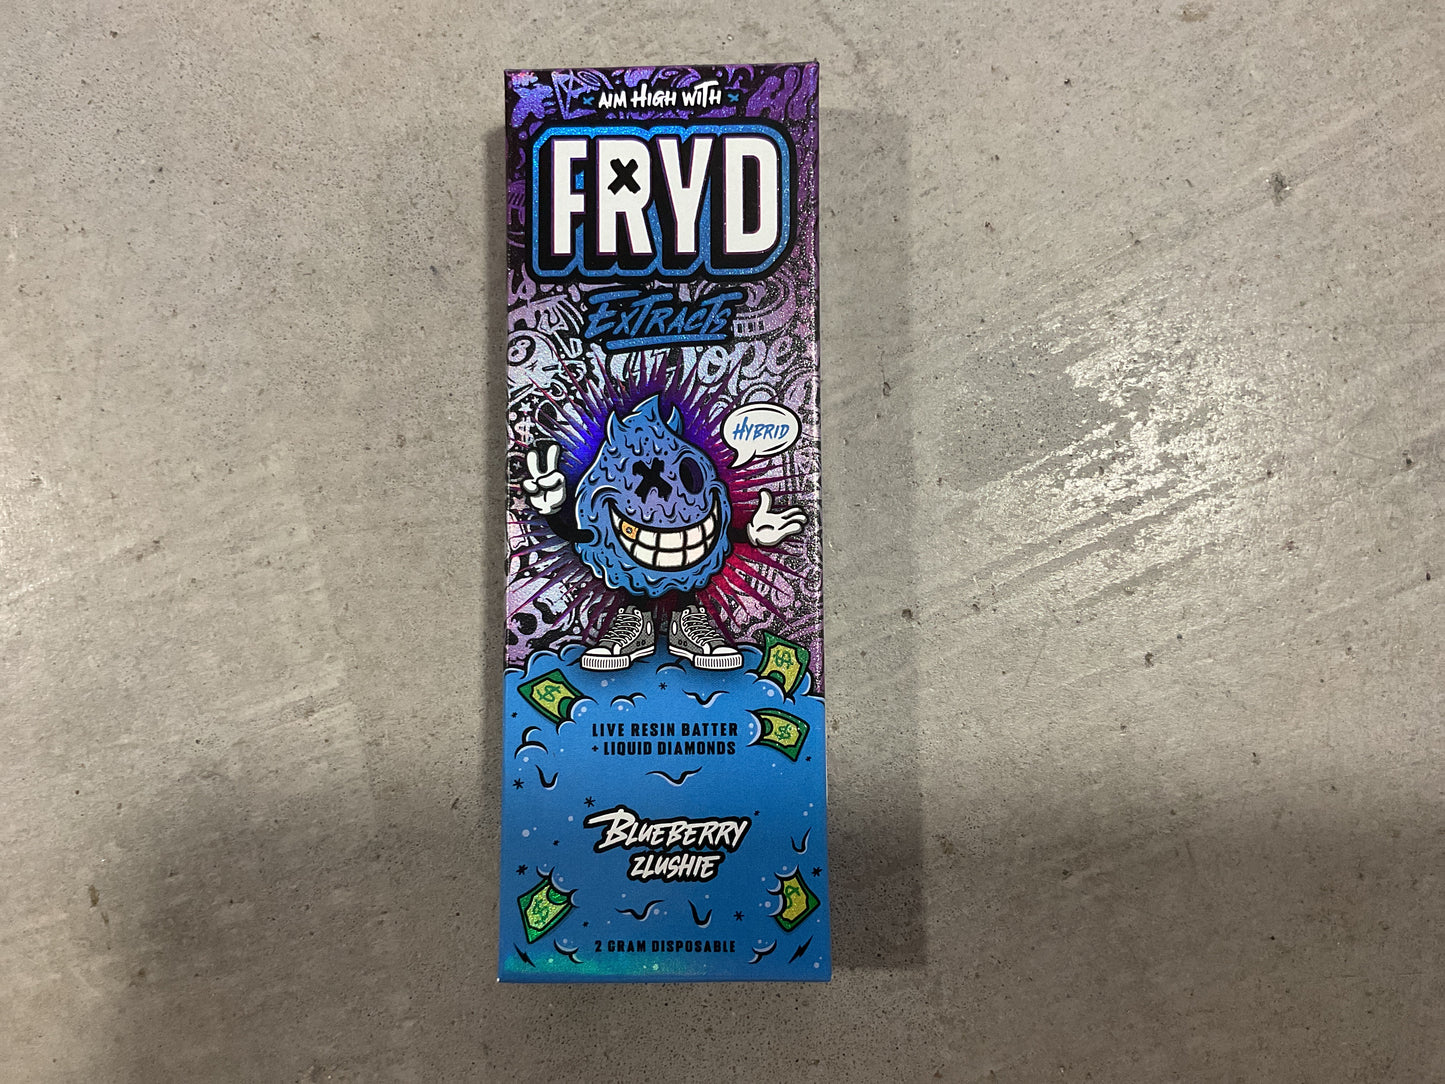 AIM HIGH WITH
FRYD
EXTRACTS
HYBRID
LIVE RESIN BATTER
+ LIQUID DIAMONDS
BLUEBERRY
ZLUSHIE
2 GRAM DISPOSABLE